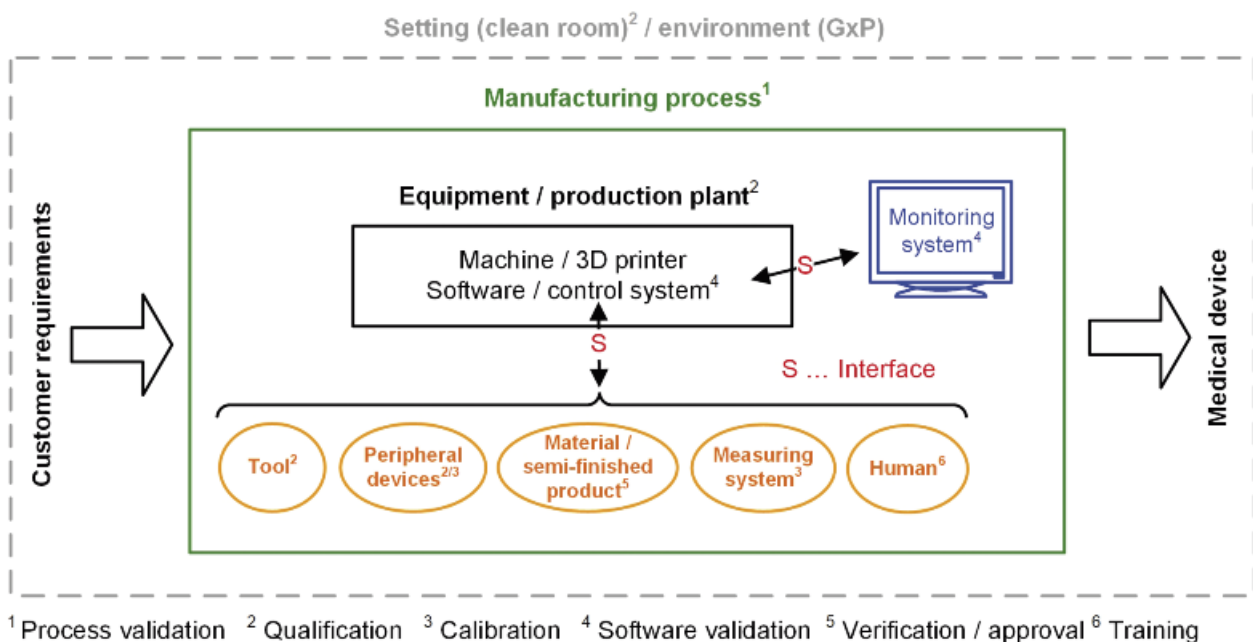 Setting (clean room)² / environment (GxP)
Manufacturing process¹
Customer requirements
Equipment / production plant²
Machine / 3D printer
Software / control system⁴
S
Monitoring
system⁴
S
S ... Interface
Tool²
Peripheral
devices²/³
Material /
semi-finished
product⁵
Measuring
system³
Human⁶
Medical device
¹ Process validation ² Qualification ³ Calibration ⁴ Software validation ⁵ Verification / approval ⁶ Training